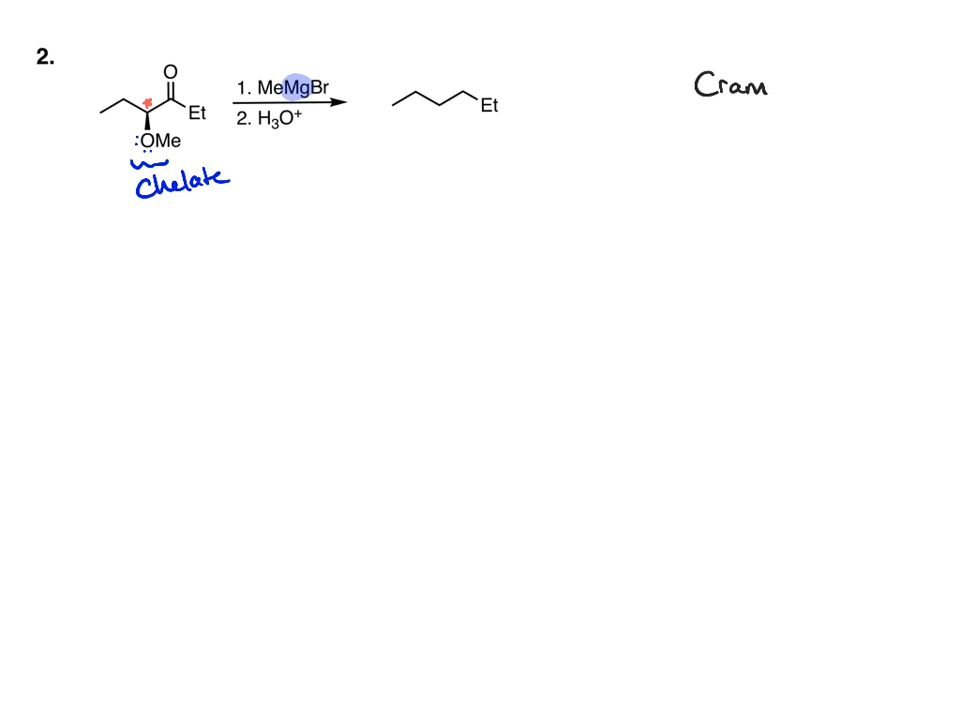 2.
O
Et
:OMe
Chelate
1. MeMgBr
2. H₃O⁺
Et
Cram